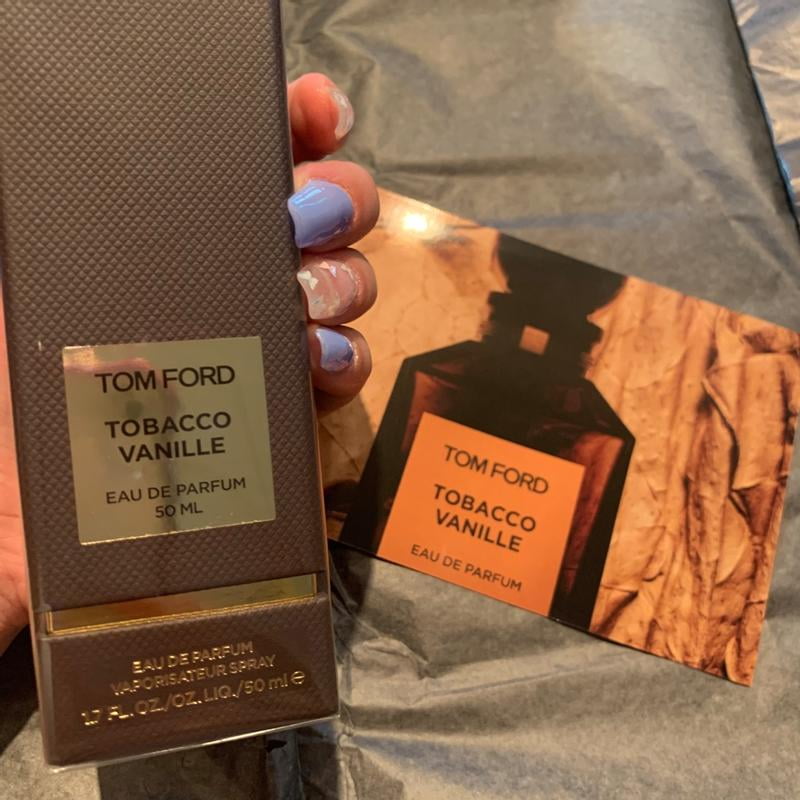 TOM FORD
TOBACCO
VANILLE
EAU DE PARFUM
50 ML
EAU DE PARFUM
VAPORISATEUR SPRAY
1.7 FL.OZ./OZ.LIQ./50 ml ℮
TOM FORD
TOBACCO
VANILLE
EAU DE PARFUM